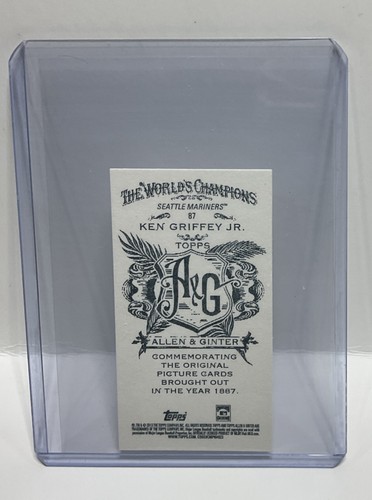 THE WORLD'S CHAMPIONS
SEATTLE MARINERS™
87
KEN GRIFFEY JR.
TOPPS
A&G
ALLEN & GINTER
COMMEMORATING
THE ORIGINAL
PICTURE CARDS
BROUGHT OUT
IN THE YEAR 1887.
Topps